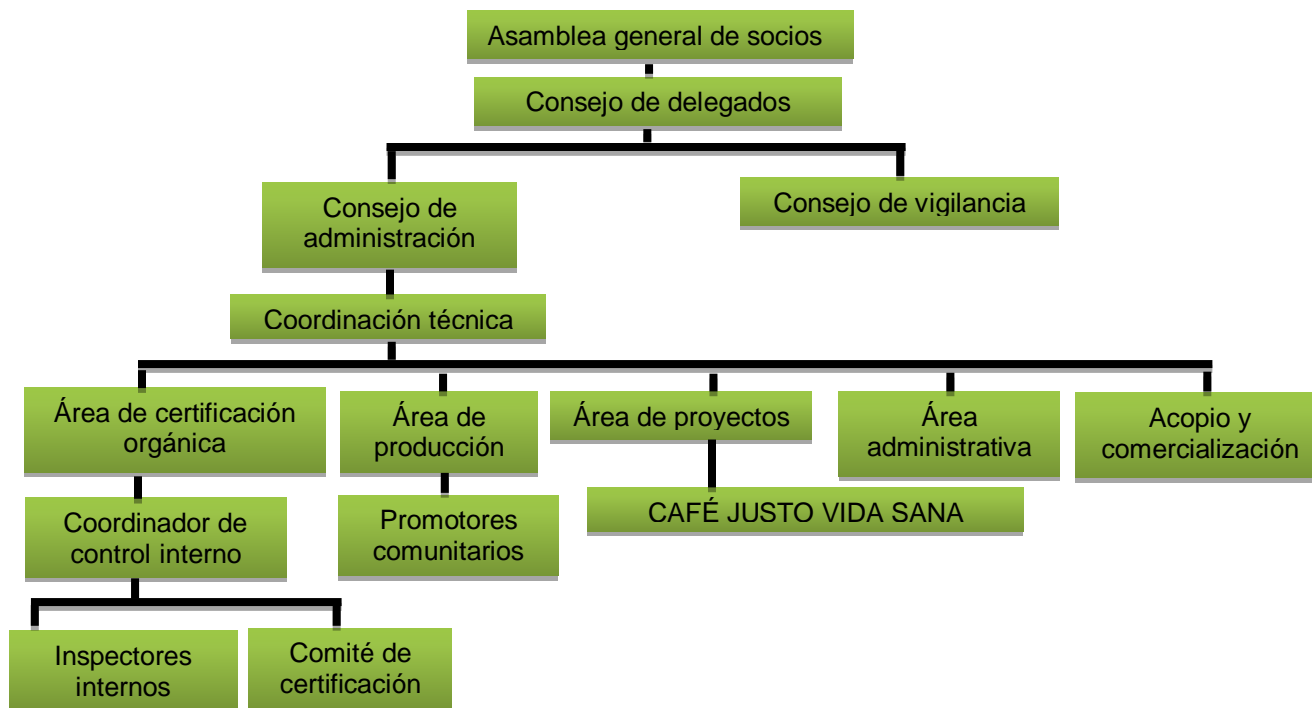 Asamblea general de socios
Consejo de delegados
Consejo de
administración
Consejo de vigilancia
Coordinación técnica
Área de certificación
orgánica
Área de
producción
Área de proyectos
Área
administrativa
Acopio y
comercialización
Coordinador de
control interno
Promotores
comunitarios
CAFÉ JUSTO VIDA SANA
Inspectores
internos
Comité de
certificación